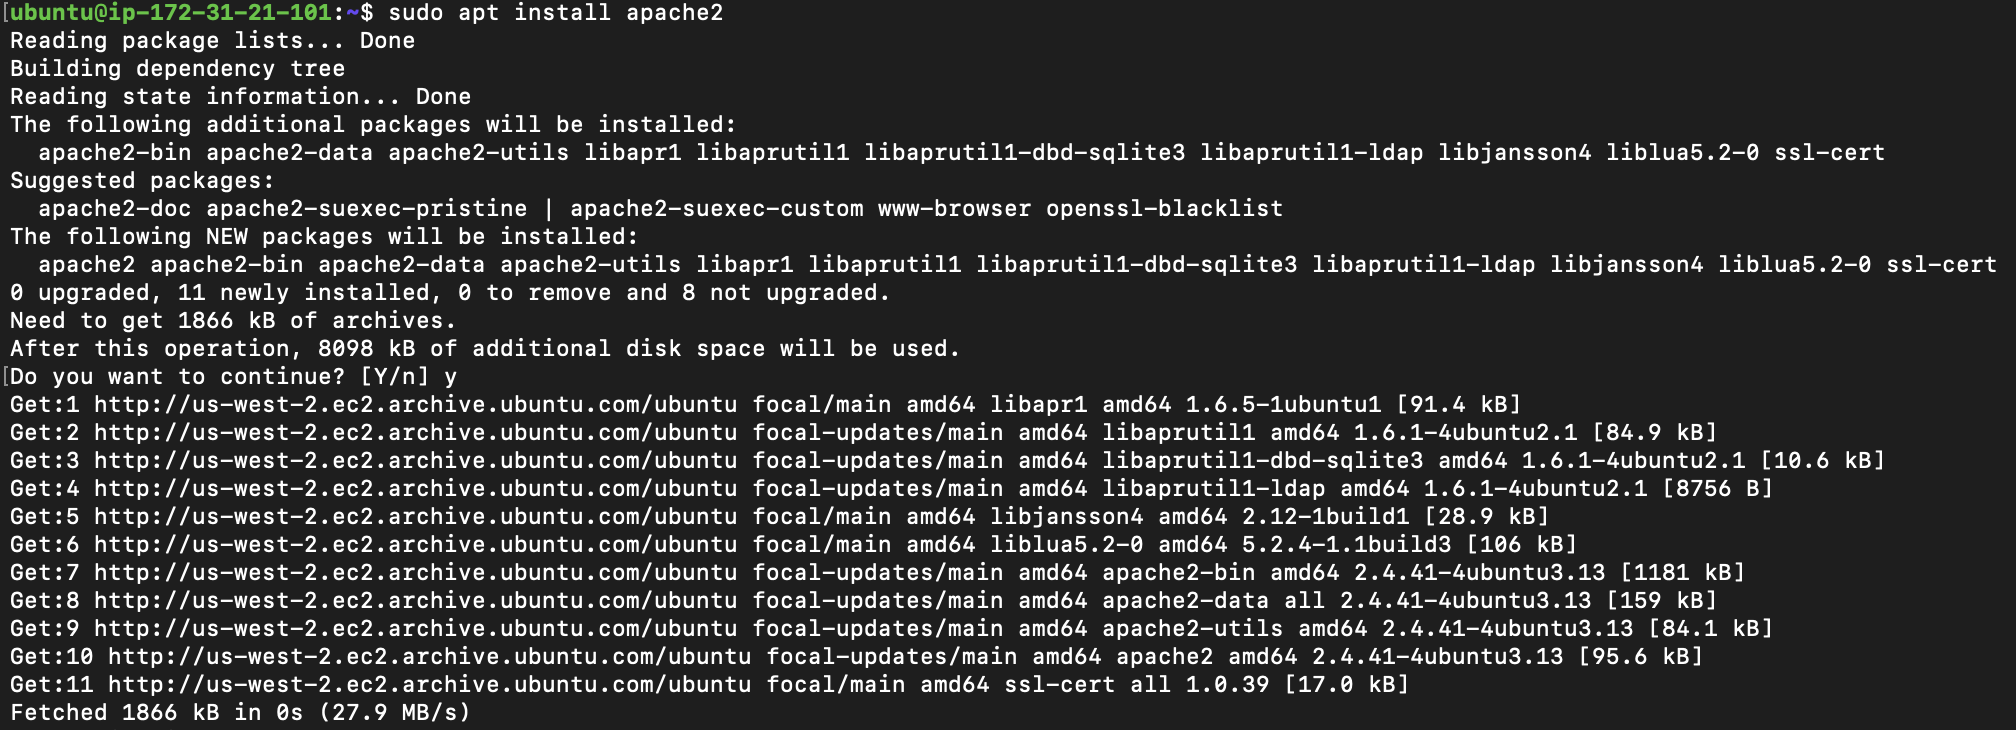 [ubuntu@ip-172-31-21-101:~$ sudo apt install apache2
Reading package lists... Done
Building dependency tree
Reading state information... Done
The following additional packages will be installed:
  apache2-bin apache2-data apache2-utils libapr1 libaprutil1 libaprutil1-dbd-sqlite3 libaprutil1-ldap libjansson4 liblua5.2-0 ssl-cert
Suggested packages:
  apache2-doc apache2-suexec-pristine | apache2-suexec-custom www-browser openssl-blacklist
The following NEW packages will be installed:
  apache2 apache2-bin apache2-data apache2-utils libapr1 libaprutil1 libaprutil1-dbd-sqlite3 libaprutil1-ldap libjansson4 liblua5.2-0 ssl-cert
0 upgraded, 11 newly installed, 0 to remove and 8 not upgraded.
Need to get 1866 kB of archives.
After this operation, 8098 kB of additional disk space will be used.
[Do you want to continue? [Y/n] y
Get:1 http://us-west-2.ec2.archive.ubuntu.com/ubuntu focal/main amd64 libapr1 amd64 1.6.5-1ubuntu1 [91.4 kB]
Get:2 http://us-west-2.ec2.archive.ubuntu.com/ubuntu focal-updates/main amd64 libaprutil1 amd64 1.6.1-4ubuntu2.1 [84.9 kB]
Get:3 http://us-west-2.ec2.archive.ubuntu.com/ubuntu focal-updates/main amd64 libaprutil1-dbd-sqlite3 amd64 1.6.1-4ubuntu2.1 [10.6 kB]
Get:4 http://us-west-2.ec2.archive.ubuntu.com/ubuntu focal-updates/main amd64 libaprutil1-ldap amd64 1.6.1-4ubuntu2.1 [8756 B]
Get:5 http://us-west-2.ec2.archive.ubuntu.com/ubuntu focal/main amd64 libjansson4 amd64 2.12-1build1 [28.9 kB]
Get:6 http://us-west-2.ec2.archive.ubuntu.com/ubuntu focal/main amd64 liblua5.2-0 amd64 5.2.4-1.1build3 [106 kB]
Get:7 http://us-west-2.ec2.archive.ubuntu.com/ubuntu focal-updates/main amd64 apache2-bin amd64 2.4.41-4ubuntu3.13 [1181 kB]
Get:8 http://us-west-2.ec2.archive.ubuntu.com/ubuntu focal-updates/main amd64 apache2-data all 2.4.41-4ubuntu3.13 [159 kB]
Get:9 http://us-west-2.ec2.archive.ubuntu.com/ubuntu focal-updates/main amd64 apache2-utils amd64 2.4.41-4ubuntu3.13 [84.1 kB]
Get:10 http://us-west-2.ec2.archive.ubuntu.com/ubuntu focal-updates/main amd64 apache2 amd64 2.4.41-4ubuntu3.13 [95.6 kB]
Get:11 http://us-west-2.ec2.archive.ubuntu.com/ubuntu focal/main amd64 ssl-cert all 1.0.39 [17.0 kB]
Fetched 1866 kB in 0s (27.9 MB/s)